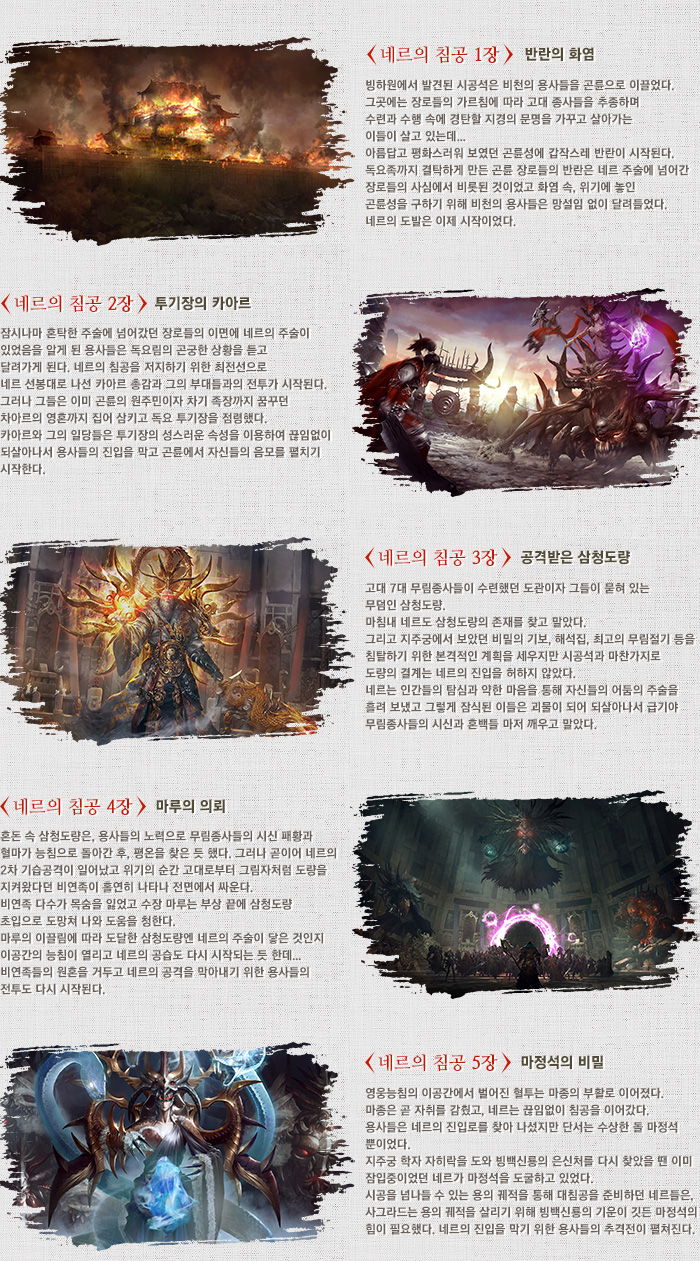 〈 네르의 침공 1장 〉 반란의 화염
빙하원에서 발견된 시공석은 비천의 용사들을 곤륜으로 이끌었다.
그곳에는 장로들의 가르침에 따라 고대 종사들을 추종하며
수련과 수행 속에 경탄할 지경의 문명을 가꾸고 살아가는
이들이 살고 있는데...
아름답고 평화스러워 보였던 곤륜성에 갑작스레 반란이 시작된다.
독요족까지 결탁하게 만든 곤륜 장로들의 반란은 네르 주술에 넘어간
장로들의 사심에서 비롯된 것이었고 화염 속, 위기에 놓인
곤륜성을 구하기 위해 비천의 용사들은 망설임 없이 달려들었다.
네르의 도발은 이제 시작이었다.
〈 네르의 침공 2장 〉 투기장의 카아르
잠시나마 혼탁한 주술에 넘어갔던 장로들의 이면에 네르의 주술이
있었음을 알게 된 용사들은 독요림의 곤궁한 상황을 듣고
달려가게 된다. 네르의 침공을 저지하기 위한 최전선으로
네르 선봉대로 나선 카아르 총감과 그의 부대들과의 전투가 시작된다.
그러나 그들은 이미 곤륜의 원주민이자 차기 족장까지 꿈꾸던
차아르의 영혼까지 집어 삼키고 독요 투기장을 점령했다.
카아르와 그의 일당들은 투기장의 성스러운 속성을 이용하여 끊임없이
되살아나서 용사들의 진입을 막고 곤륜에서 자신들의 음모를 펼치기
시작한다.
〈 네르의 침공 3장 〉 공격받은 삼청도량
고대 7대 무림종사들이 수련했던 도관이자 그들이 묻혀 있는
무덤인 삼청도량,
마침내 네르도 삼청도량의 존재를 찾고 말았다.
그리고 지주궁에서 보았던 비밀의 기보, 해석집, 최고의 무림절기 등을
침탈하기 위한 본격적인 계획을 세우지만 시공석과 마찬가지로
도량의 결계는 네르의 진입을 허하지 않았다.
네르는 인간들의 탐심과 약한 마음을 통해 자신들의 어둠의 주술을
흘려 보냈고 그렇게 잠식된 이들은 괴물이 되어 되살아나서 급기야
무림종사들의 시신과 혼백들 마저 깨우고 말았다.
〈 네르의 침공 4장 〉 마루의 의뢰
혼돈 속 삼청도량은, 용사들의 노력으로 무림종사들의 시신 패황과
혈마가 능침으로 돌아간 후, 평온을 찾은 듯 했다. 그러나 곧이어 네르의
2차 기습공격이 일어났고 위기의 순간 고대로부터 그림자처럼 도량을
지켜왔다던 비연족이 홀연히 나타나 전면에서 싸운다.
비연족 다수가 목숨을 잃었고 수장 마루는 부상 끝에 삼청도량
초입으로 도망쳐 나와 도움을 청한다.
마루의 이끌림에 따라 도달한 삼청도량엔 네르의 주술이 닿은 것인지
이공간의 능침이 열리고 네르의 공습도 다시 시작되는 듯 한데...
비연족들의 원혼을 거두고 네르의 공격을 막아내기 위한 용사들의
전투도 다시 시작된다.
〈 네르의 침공 5장 〉 마정석의 비밀
영웅능침의 이공간에서 벌어진 혈투는 마종의 부활로 이어졌다.
마종은 곧 자취를 감췄고, 네르는 끊임없이 침공을 이어갔다.
용사들은 네르의 진입로를 찾아 나섰지만 단서는 수상한 돌 마정석
뿐이었다.
지주궁 학자 자히락을 도와 빙백신룡의 은신처를 다시 찾았을 땐 이미
잠입중이었던 네르가 마정석을 도굴하고 있었다.
시공을 넘나들 수 있는 용의 궤적을 통해 대침공을 준비하던 네르들은,
사그라드는 용의 궤적을 살리기 위해 빙백신룡의 기운이 깃든 마정석의
힘이 필요했다. 네르의 진입을 막기 위한 용사들의 추격전이 펼쳐진다.